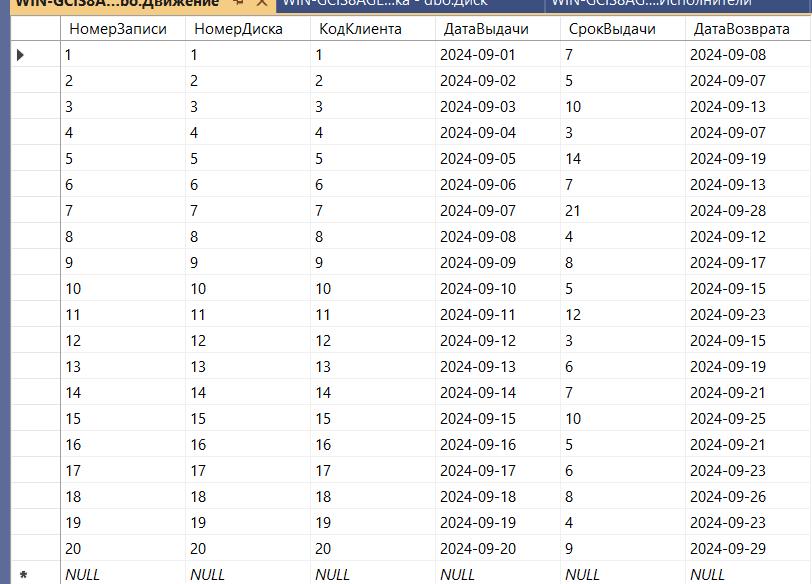 WIN-GCIS8A...bo.Движение WIN-GCIS8AGE...ка - dbo.Диск WIN-GCIS8AG....Исполнители
НомерЗаписи НомерДиска КодКлиента ДатаВыдачи СрокВыдачи ДатаВозврата
1 1 1 2024-09-01 7 2024-09-08
2 2 2 2024-09-02 5 2024-09-07
3 3 3 2024-09-03 10 2024-09-13
4 4 4 2024-09-04 3 2024-09-07
5 5 5 2024-09-05 14 2024-09-19
6 6 6 2024-09-06 7 2024-09-13
7 7 7 2024-09-07 21 2024-09-28
8 8 8 2024-09-08 4 2024-09-12
9 9 9 2024-09-09 8 2024-09-17
10 10 10 2024-09-10 5 2024-09-15
11 11 11 2024-09-11 12 2024-09-23
12 12 12 2024-09-12 3 2024-09-15
13 13 13 2024-09-13 6 2024-09-19
14 14 14 2024-09-14 7 2024-09-21
15 15 15 2024-09-15 10 2024-09-25
16 16 16 2024-09-16 5 2024-09-21
17 17 17 2024-09-17 6 2024-09-23
18 18 18 2024-09-18 8 2024-09-26
19 19 19 2024-09-19 4 2024-09-23
20 20 20 2024-09-20 9 2024-09-29
NULL NULL NULL NULL NULL NULL